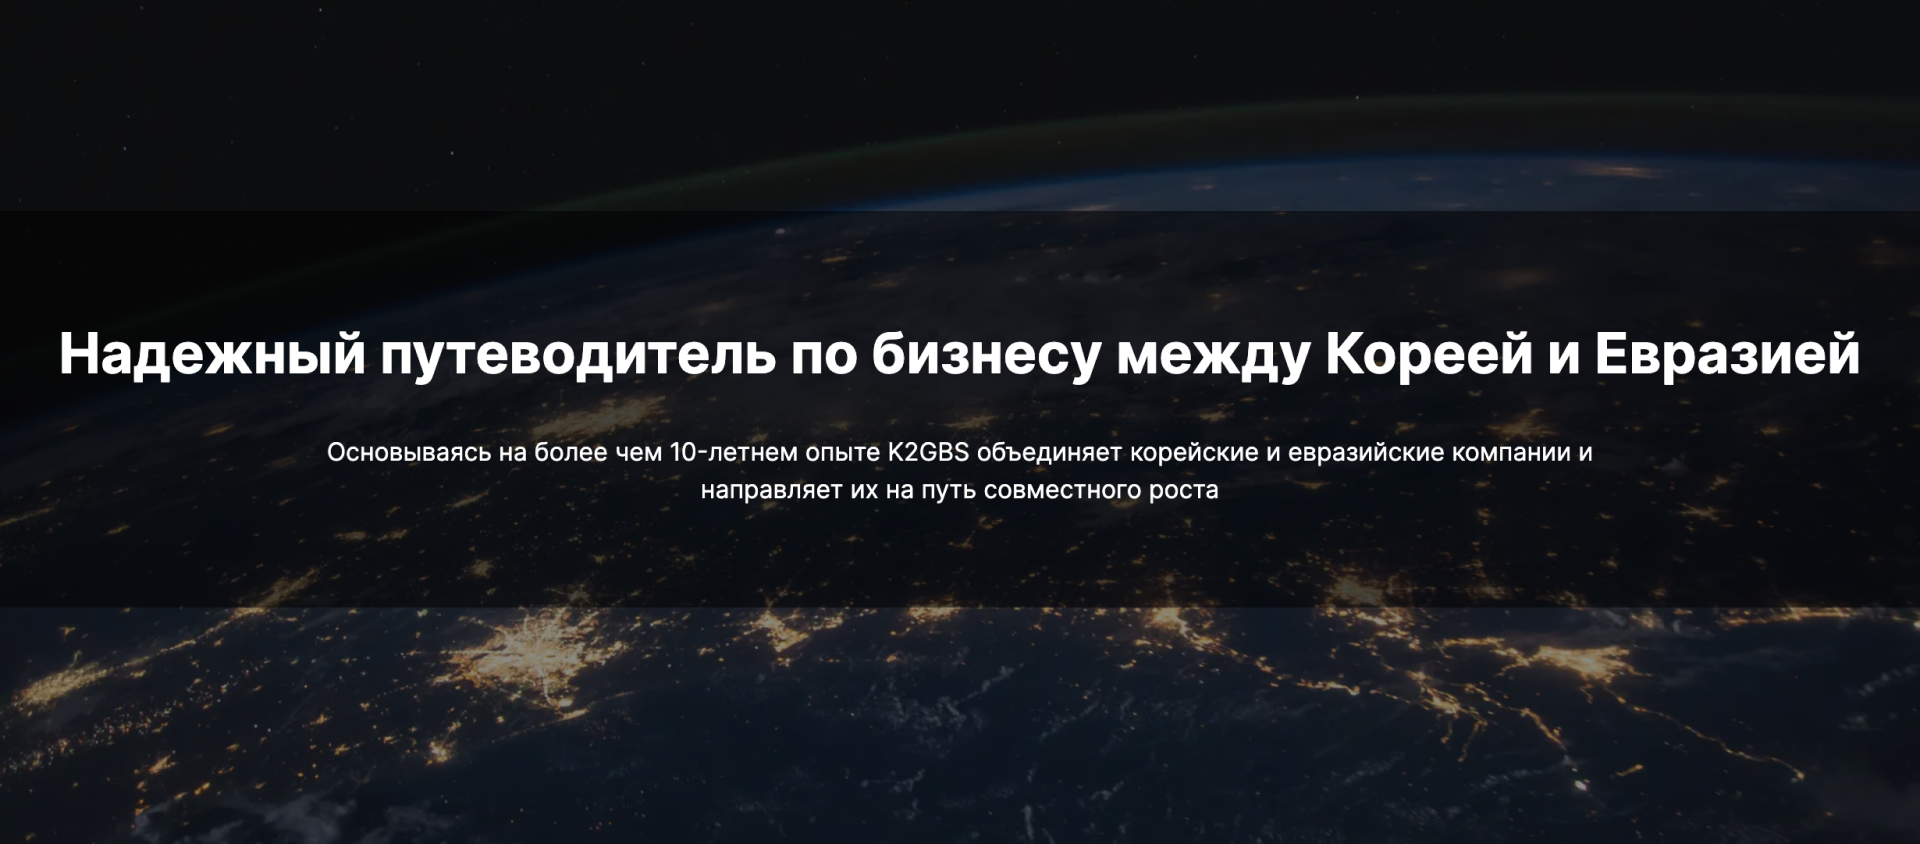 Надежный путеводитель по бизнесу между Кореей и Евразией
Основываясь на более чем 10-летнем опыте K2GBS объединяет корейские и евразийские компании и
направляет их на путь совместного роста